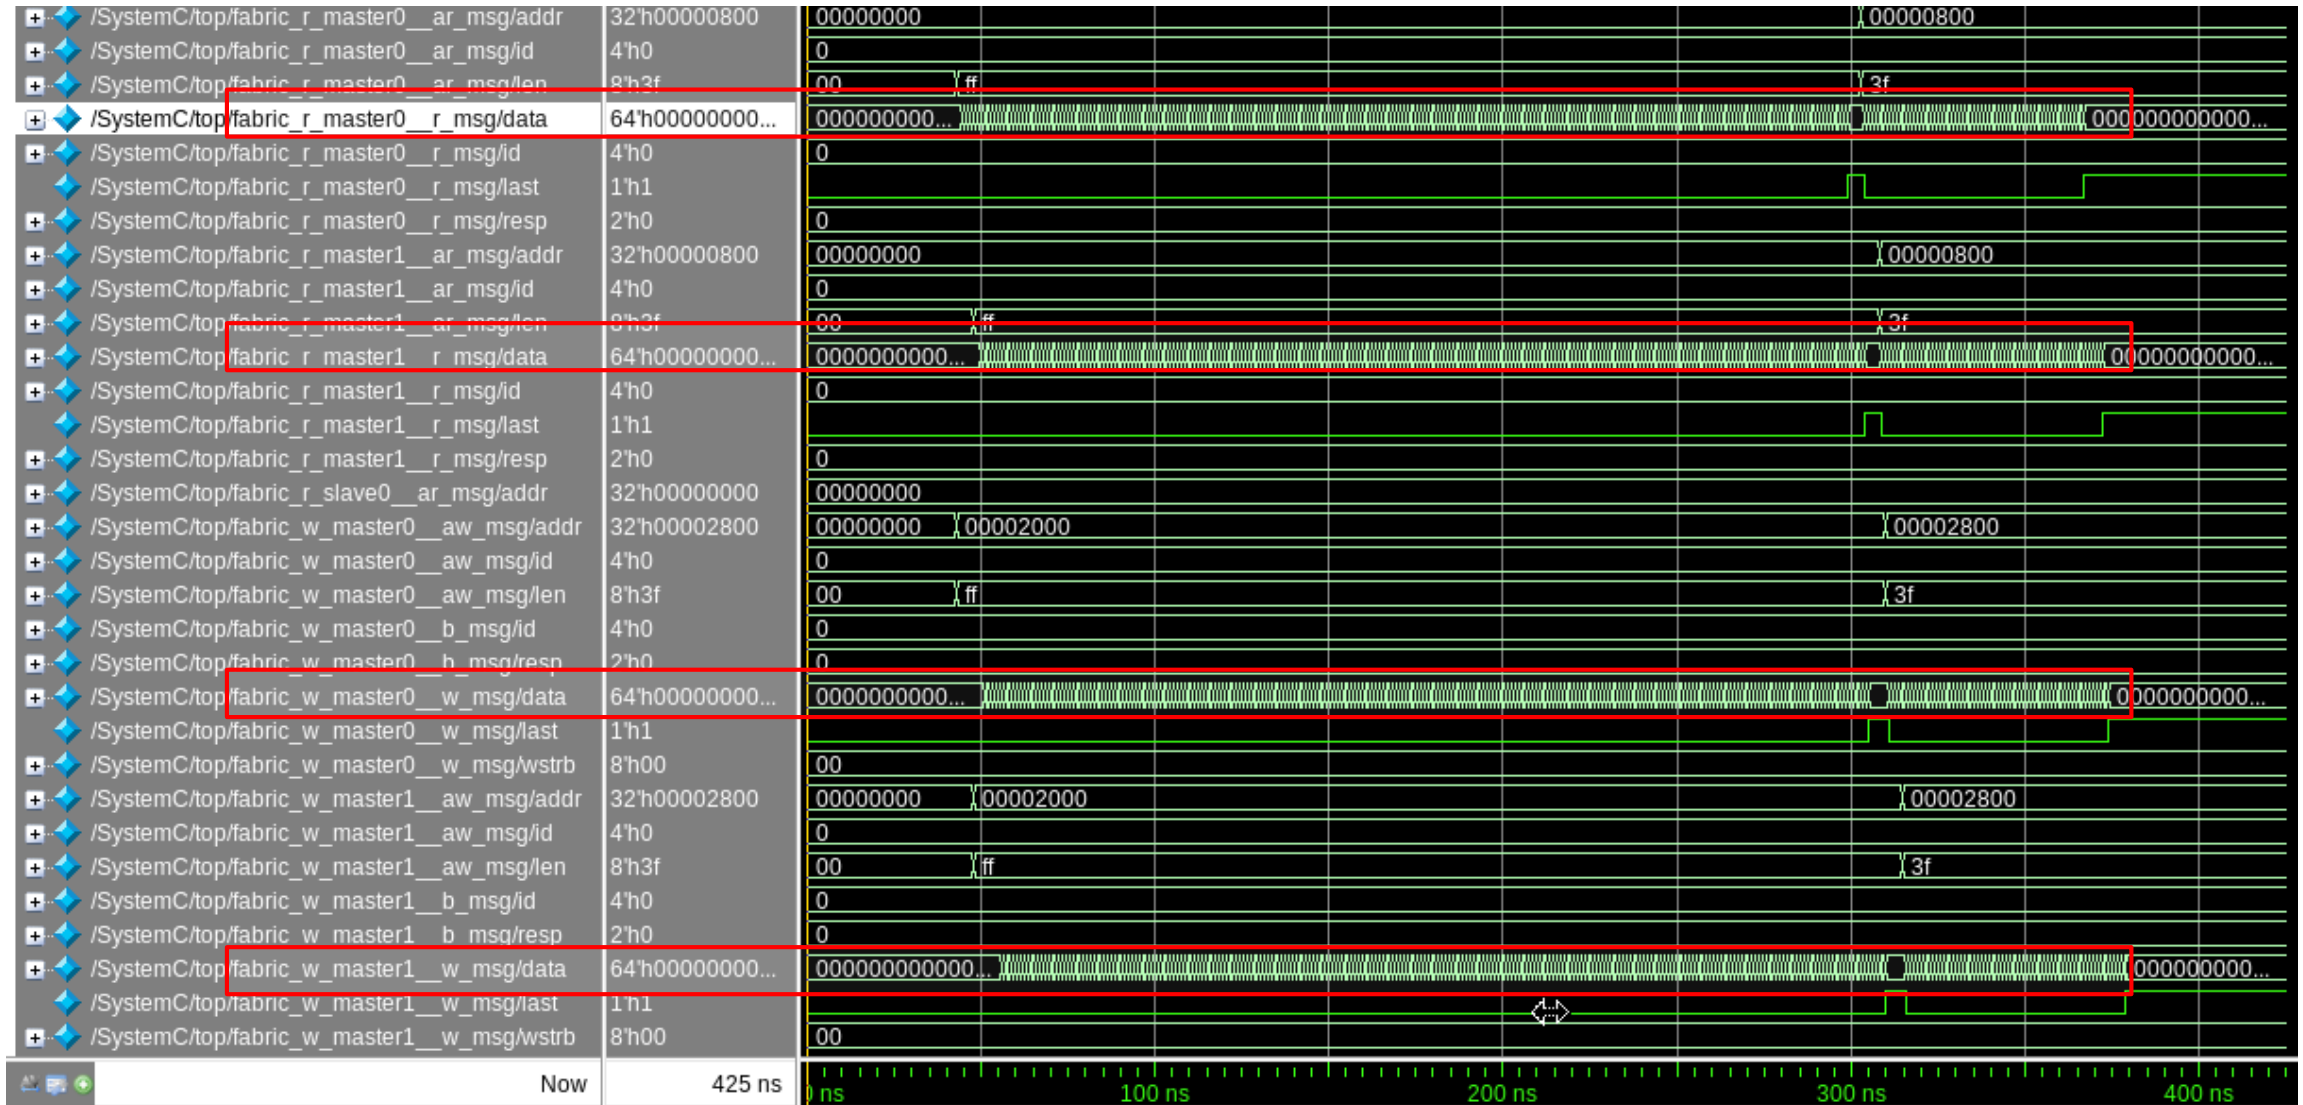 /SystemC/top/fabric_r_master0__ar_msg/addr 32'h00000800 00000000 00000800
/SystemC/top/fabric_r_master0__ar_msg/id 4'h0 0
/SystemC/top/fabric_r_master0__ar_msg/len 8'h3f 00 ff 3f
/SystemC/top/fabric_r_master0__r_msg/data 64'h00000000... 000000000... 000000000000...
/SystemC/top/fabric_r_master0__r_msg/id 4'h0 0
/SystemC/top/fabric_r_master0__r_msg/last 1'h1
/SystemC/top/fabric_r_master0__r_msg/resp 2'h0 0
/SystemC/top/fabric_r_master1__ar_msg/addr 32'h00000800 00000000 00000800
/SystemC/top/fabric_r_master1__ar_msg/id 4'h0 0
/SystemC/top/fabric_r_master1__ar_msg/len 8'h3f 00 ff 3f
/SystemC/top/fabric_r_master1__r_msg/data 64'h00000000... 0000000000... 00000000000...
/SystemC/top/fabric_r_master1__r_msg/id 4'h0 0
/SystemC/top/fabric_r_master1__r_msg/last 1'h1
/SystemC/top/fabric_r_master1__r_msg/resp 2'h0 0
/SystemC/top/fabric_r_slave0__ar_msg/addr 32'h00000000 00000000
/SystemC/top/fabric_w_master0__aw_msg/addr 32'h00002800 00000000 00002000 00002800
/SystemC/top/fabric_w_master0__aw_msg/id 4'h0 0
/SystemC/top/fabric_w_master0__aw_msg/len 8'h3f 00 ff 3f
/SystemC/top/fabric_w_master0__b_msg/id 4'h0 0
/SystemC/top/fabric_w_master0__b_msg/resp 2'h0 0
/SystemC/top/fabric_w_master0__w_msg/data 64'h00000000... 0000000000... 0000000000...
/SystemC/top/fabric_w_master0__w_msg/last 1'h1
/SystemC/top/fabric_w_master0__w_msg/wstrb 8'h00 00
/SystemC/top/fabric_w_master1__aw_msg/addr 32'h00002800 00000000 00002000 00002800
/SystemC/top/fabric_w_master1__aw_msg/id 4'h0 0
/SystemC/top/fabric_w_master1__aw_msg/len 8'h3f 00 ff 3f
/SystemC/top/fabric_w_master1__b_msg/id 4'h0 0
/SystemC/top/fabric_w_master1__b_msg/resp 2'h0 0
/SystemC/top/fabric_w_master1__w_msg/data 64'h00000000... 000000000000... 000000000...
/SystemC/top/fabric_w_master1__w_msg/last 1'h1
/SystemC/top/fabric_w_master1__w_msg/wstrb 8'h00 00
Now 425 ns 0 ns 100 ns 200 ns 300 ns 400 ns